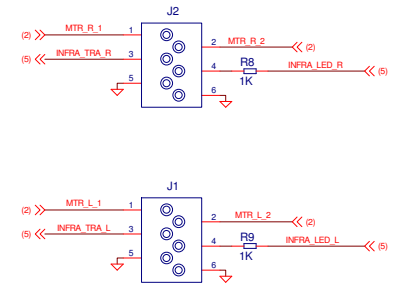 J2
(2) MTR_R_1 1
2 MTR_R_2 (2)
(5) INFRA_TRA_R 3
4 R8 1K INFRA_LED_R (5)
5
6
J1
(2) MTR_L_1 1
2 MTR_L_2 (2)
(5) INFRA_TRA_L 3
4 R9 1K INFRA_LED_L (5)
5
6